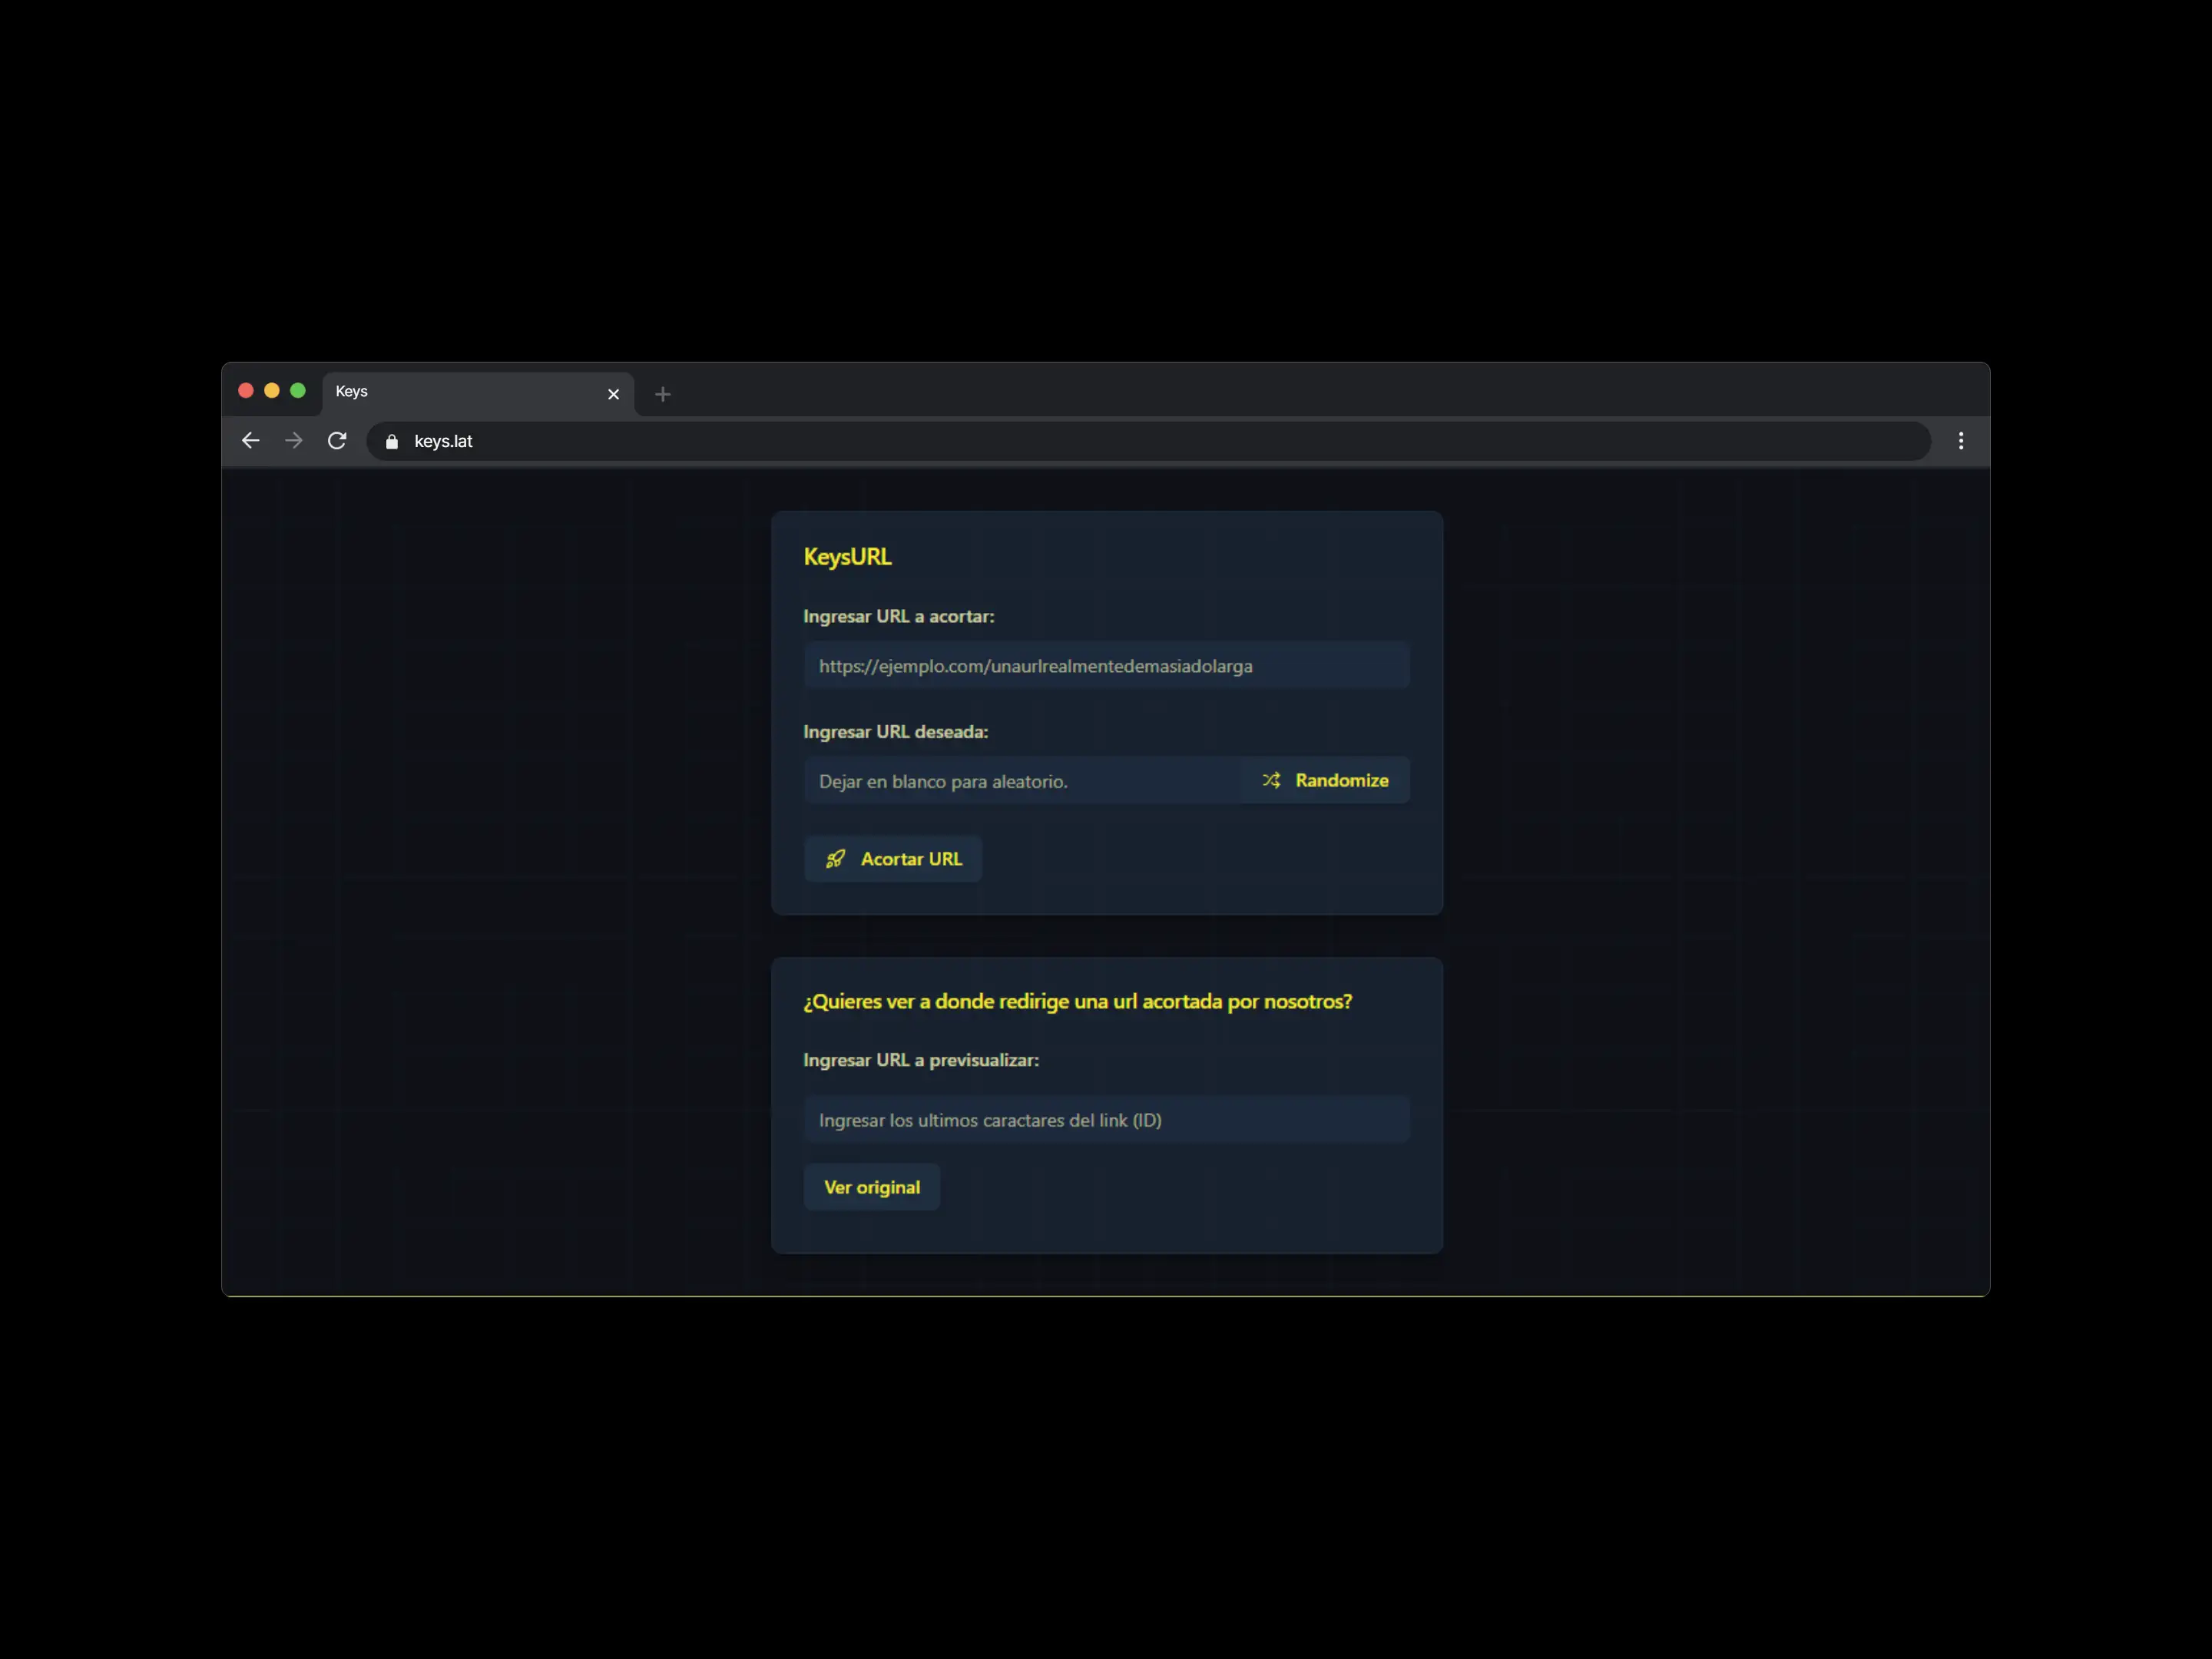 Keys
keys.lat
KeysURL
Ingresar URL a acortar:
https://ejemplo.com/unaurlrealmentedemasiadolarga
Ingresar URL deseada:
Dejar en blanco para aleatorio.
Randomize
Acortar URL
¿Quieres ver a donde redirige una url acortada por nosotros?
Ingresar URL a previsualizar:
Ingresar los ultimos caractares del link (ID)
Ver original